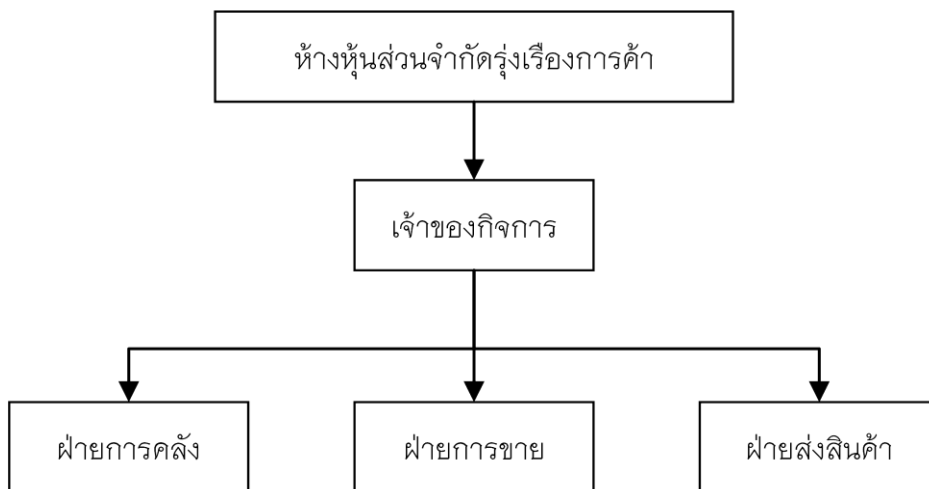 ห้างหุ้นส่วนจำกัดรุ่งเรืองการค้า
เจ้าของกิจการ
ฝ่ายการคลัง
ฝ่ายการขาย
ฝ่ายส่งสินค้า